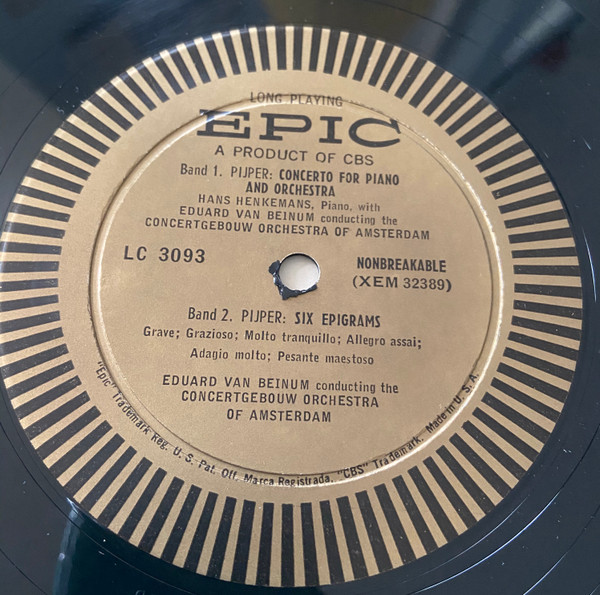 LONG PLAYING
EPIC
A PRODUCT OF CBS
Band 1. PIJPER: CONCERTO FOR PIANO
AND ORCHESTRA
HANS HENKEMANS, Piano, with
EDUARD VAN BEINUM conducting the
CONCERTGEBOUW ORCHESTRA OF AMSTERDAM
LC 3093
NONBREAKABLE
(XEM 32389)
Band 2. PIJPER: SIX EPIGRAMS
Grave; Grazioso; Molto tranquillo; Allegro assai;
Adagio molto; Pesante maestoso
EDUARD VAN BEINUM conducting the
CONCERTGEBOUW ORCHESTRA
OF AMSTERDAM
"Epic" Trademark Reg. U. S. Pat. Off. Marca Registrada. "CBS" Trademark. Made in U. S. A.